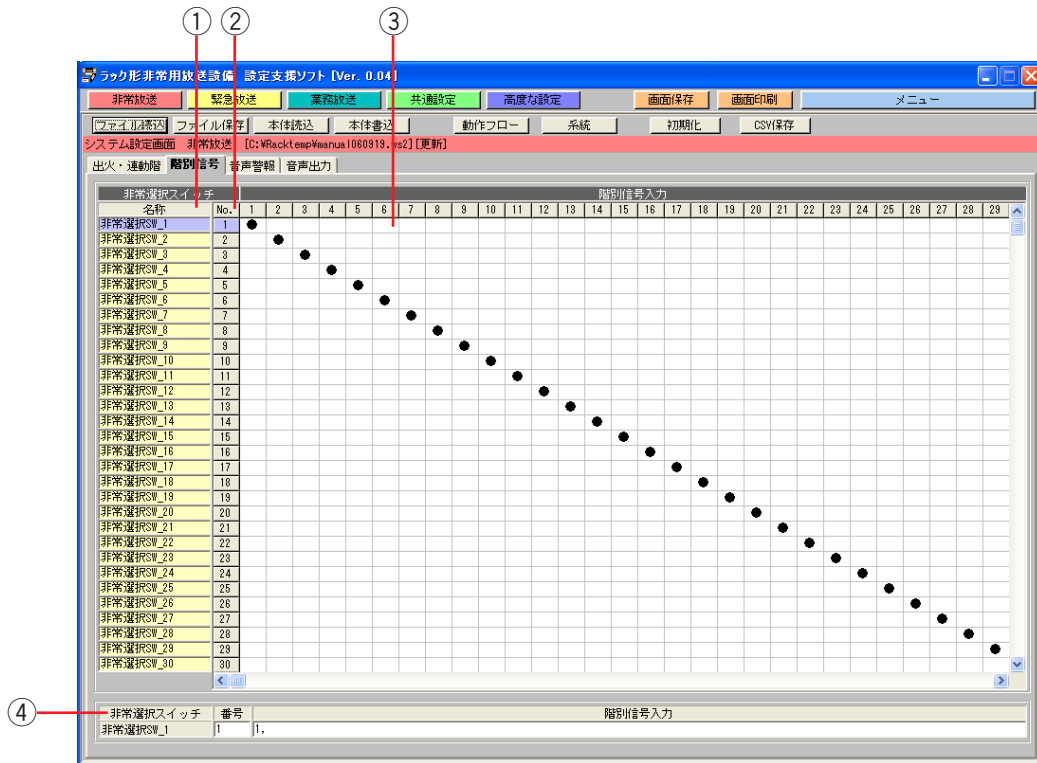 ① ② ③
ラック形非常用放送設備 設定支援ソフト [Ver. 0.04]
非常放送 緊急放送 業務放送 共通設定 高度な設定 画面保存 画面印刷 メニュー
ファイル読込 ファイル保存 本体読込 本体書込 動作フロー 系統 初期化 CSV保存
システム設定画面 非常放送 [C:¥Racktemp¥manual060919.vs2][更新]
出火・連動階 階別信号 音声警報 音声出力
非常選択スイッチ 階別信号入力
名称 No. 1 2 3 4 5 6 7 8 9 10 11 12 13 14 15 16 17 18 19 20 21 22 23 24 25 26 27 28 29
非常選択SW_1 1
非常選択SW_2 2
非常選択SW_3 3
非常選択SW_4 4
非常選択SW_5 5
非常選択SW_6 6
非常選択SW_7 7
非常選択SW_8 8
非常選択SW_9 9
非常選択SW_10 10
非常選択SW_11 11
非常選択SW_12 12
非常選択SW_13 13
非常選択SW_14 14
非常選択SW_15 15
非常選択SW_16 16
非常選択SW_17 17
非常選択SW_18 18
非常選択SW_19 19
非常選択SW_20 20
非常選択SW_21 21
非常選択SW_22 22
非常選択SW_23 23
非常選択SW_24 24
非常選択SW_25 25
非常選択SW_26 26
非常選択SW_27 27
非常選択SW_28 28
非常選択SW_29 29
非常選択SW_30 30
④ 非常選択スイッチ 番号 階別信号入力
非常選択SW_1 1 1,